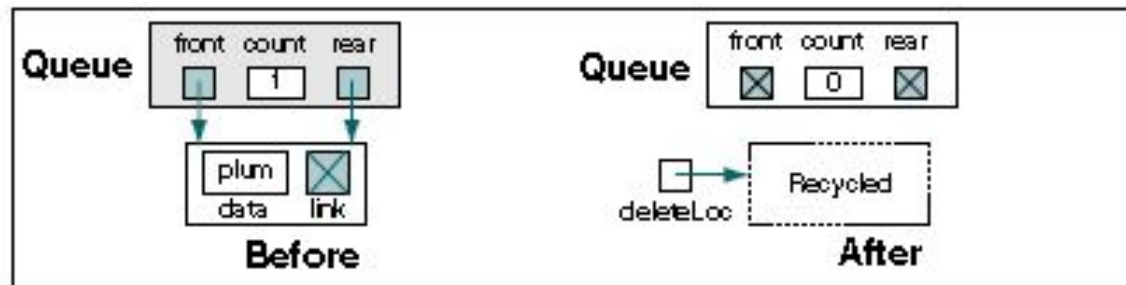 front count rear
Queue
1
plum
data link
Before
front count rear
Queue
0
Recycled
deleteLoc
After